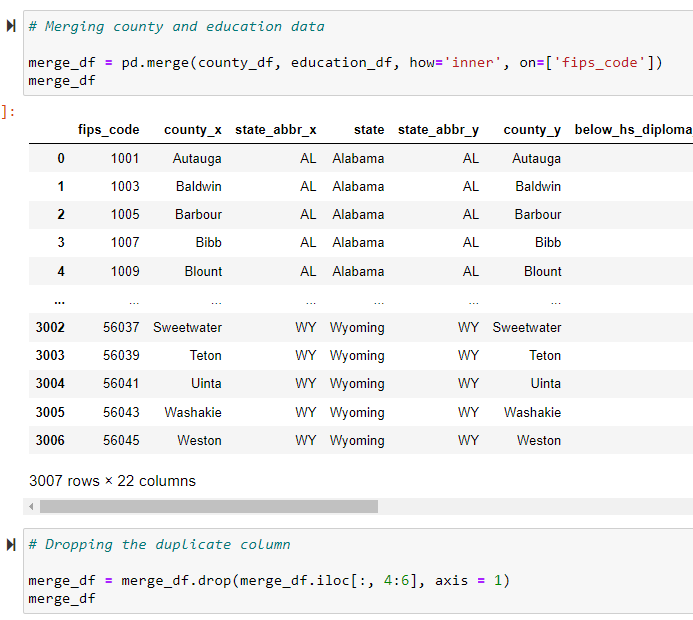 # Merging county and education data
merge_df = pd.merge(county_df, education_df, how='inner', on=['fips_code'])
merge_df
]:
fips_code county_x state_abbr_x state state_abbr_y county_y below_hs_diploma
0 1001 Autauga AL Alabama AL Autauga
1 1003 Baldwin AL Alabama AL Baldwin
2 1005 Barbour AL Alabama AL Barbour
3 1007 Bibb AL Alabama AL Bibb
4 1009 Blount AL Alabama AL Blount
... ... ... ... ... ... ...
3002 56037 Sweetwater WY Wyoming WY Sweetwater
3003 56039 Teton WY Wyoming WY Teton
3004 56041 Uinta WY Wyoming WY Uinta
3005 56043 Washakie WY Wyoming WY Washakie
3006 56045 Weston WY Wyoming WY Weston
3007 rows × 22 columns
# Dropping the duplicate column
merge_df = merge_df.drop(merge_df.iloc[:, 4:6], axis = 1)
merge_df